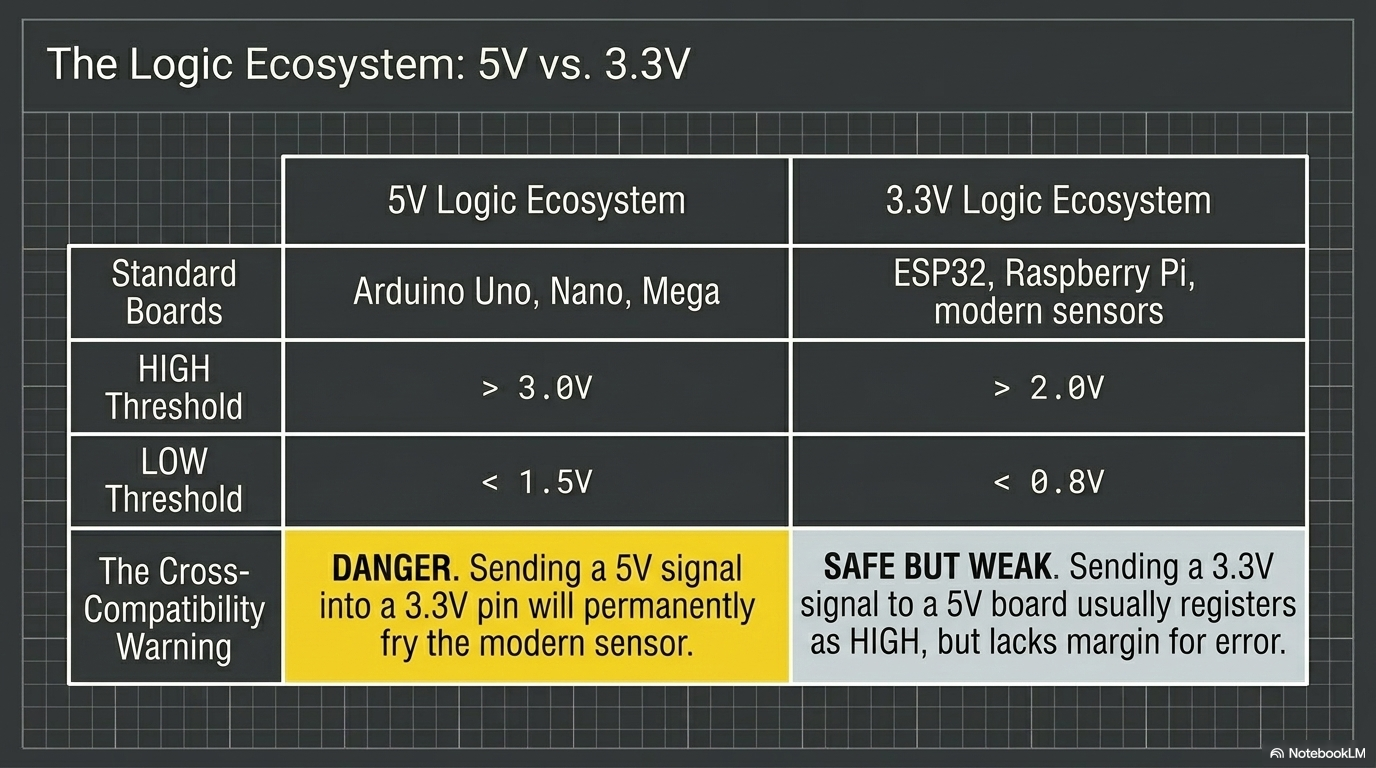 The Logic Ecosystem: 5V vs. 3.3V
5V Logic Ecosystem
3.3V Logic Ecosystem
Standard
Boards
Arduino Uno, Nano, Mega
ESP32, Raspberry Pi,
modern sensors
HIGH
Threshold
> 3.0V
> 2.0V
LOW
Threshold
< 1.5V
< 0.8V
The Cross-
Compatibility
Warning
DANGER. Sending a 5V signal
into a 3.3V pin will permanently
fry the modern sensor.
SAFE BUT WEAK. Sending a 3.3V
signal to a 5V board usually registers
as HIGH, but lacks margin for error.
NotebookLM